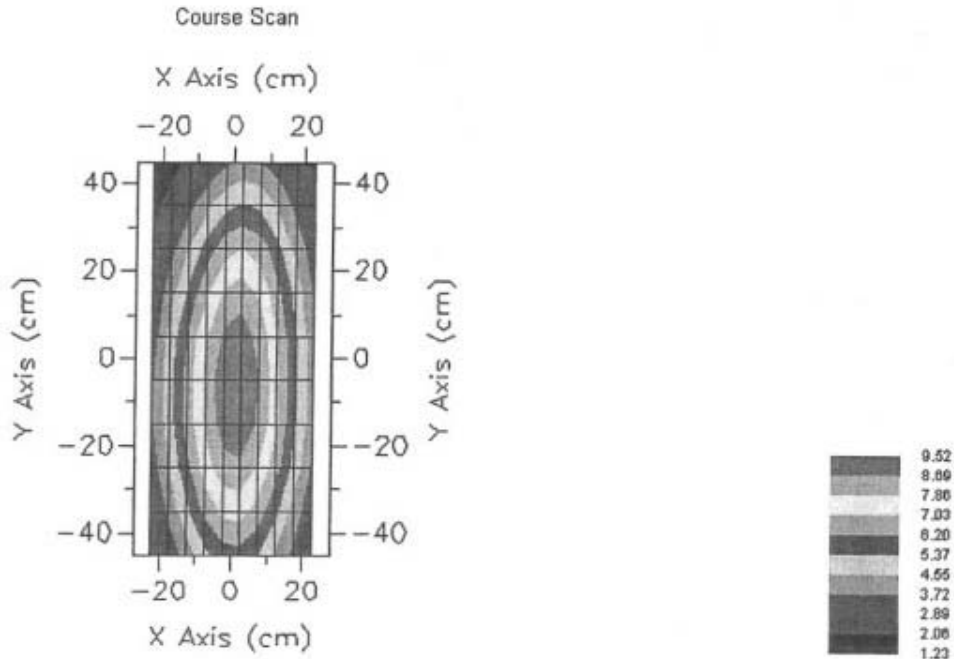 Course Scan
X Axis (cm)
-20 0 20
40 40
20 20
0 0
-20 -20
-40 -40
Y Axis (cm)
Y Axis (cm)
-20 0 20
X Axis (cm)
9.52
8.69
7.86
7.03
6.20
5.37
4.55
3.72
2.89
2.06
1.23